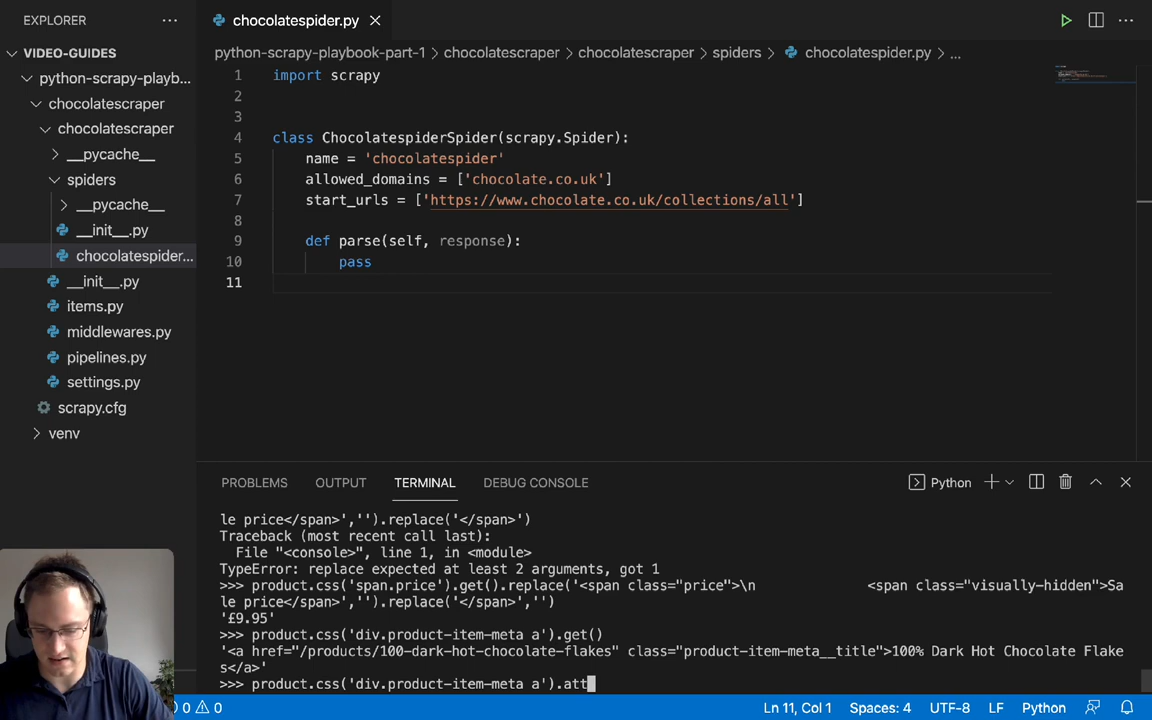 EXPLORER
VIDEO-GUIDES
python-scrapy-playb...
chocolatescraper
chocolatescraper
__pycache__
spiders
__pycache__
__init__.py
chocolatespider...
__init__.py
items.py
middlewares.py
pipelines.py
settings.py
scrapy.cfg
venv
chocolatespider.py
python-scrapy-playbook-part-1 > chocolatescraper > chocolatescraper > spiders > chocolatespider.py > ...
1 import scrapy
2
3
4 class ChocolatespiderSpider(scrapy.Spider):
5 name = 'chocolatespider'
6 allowed_domains = ['chocolate.co.uk']
7 start_urls = ['https://www.chocolate.co.uk/collections/all']
8
9 def parse(self, response):
10 pass
11
PROBLEMS OUTPUT TERMINAL DEBUG CONSOLE Python
le price</span>','').replace('</span>')
Traceback (most recent call last):
File "<console>", line 1, in <module>
TypeError: replace expected at least 2 arguments, got 1
>>> product.css('span.price').get().replace('<span class="price">\n <span class="visually-hidden">Sa
le price</span>','').replace('</span>','')
'£9.95'
>>> product.css('div.product-item-meta a').get()
'<a href="/products/100-dark-hot-chocolate-flakes" class="product-item-meta__title">100% Dark Hot Chocolate Flake
s</a>'
>>> product.css('div.product-item-meta a').att
0 0 Ln 11, Col 1 Spaces: 4 UTF-8 LF Python